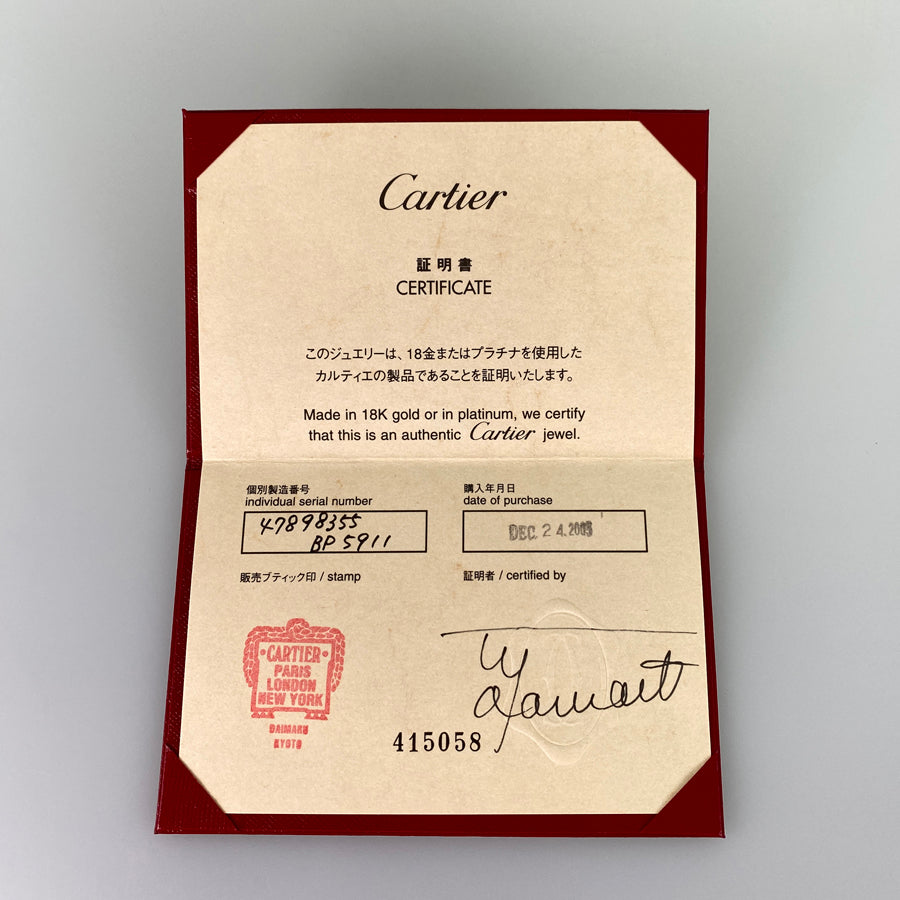 Cartier
証明書
CERTIFICATE
このジュエリーは、18金またはプラチナを使用した
カルティエの製品であることを証明いたします。
Made in 18K gold or in platinum, we certify
that this is an authentic Cartier jewel.
個別製造番号
individual serial number
47898355
BP5911
購入年月日
date of purchase
DEC. 24.2003
販売ブティック印 / stamp
証明者 / certified by
·CARTIER·
PARIS
LONDON
NEW YORK
DAIMARU
KYOTO
415058